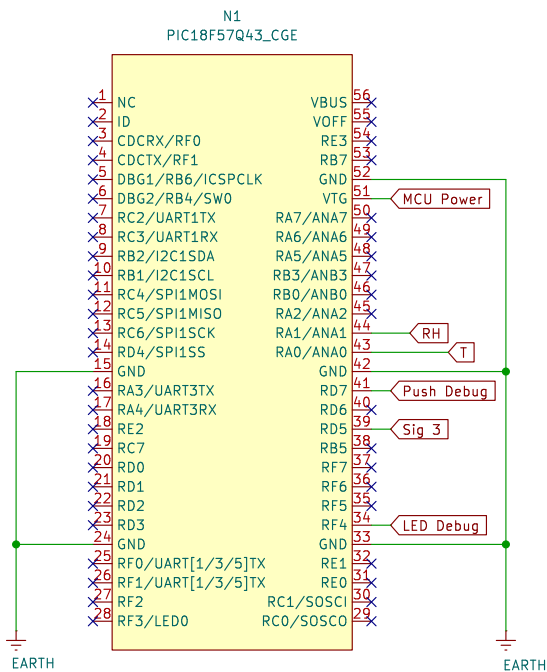 N1
PIC18F57Q43_CGE
1 NC VBUS 56
2 ID VOFF 55
3 CDCRX/RF0 RE3 54
4 CDCTX/RF1 RB7 53
5 DBG1/RB6/ICSPCLK GND 52
6 DBG2/RB4/SW0 VTG 51 MCU Power
7 RC2/UART1TX RA7/ANA7 50
8 RC3/UART1RX RA6/ANA6 49
9 RB2/I2C1SDA RA5/ANA5 48
10 RB1/I2C1SCL RB3/ANB3 47
11 RC4/SPI1MOSI RB0/ANB0 46
12 RC5/SPI1MISO RA2/ANA2 45
13 RC6/SPI1SCK RA1/ANA1 44 RH
14 RD4/SPI1SS RA0/ANA0 43 T
15 GND GND 42
16 RA3/UART3TX RD7 41 Push Debug
17 RA4/UART3RX RD6 40
18 RE2 RD5 39 Sig 3
19 RC7 RB5 38
20 RD0 RF7 37
21 RD1 RF6 36
22 RD2 RF5 35
23 RD3 RF4 34 LED Debug
24 GND GND 33
25 RF0/UART[1/3/5]TX RE1 32
26 RF1/UART[1/3/5]TX RE0 31
27 RF2 RC1/SOSCI 30
28 RF3/LED0 RC0/SOSCO 29
EARTH EARTH